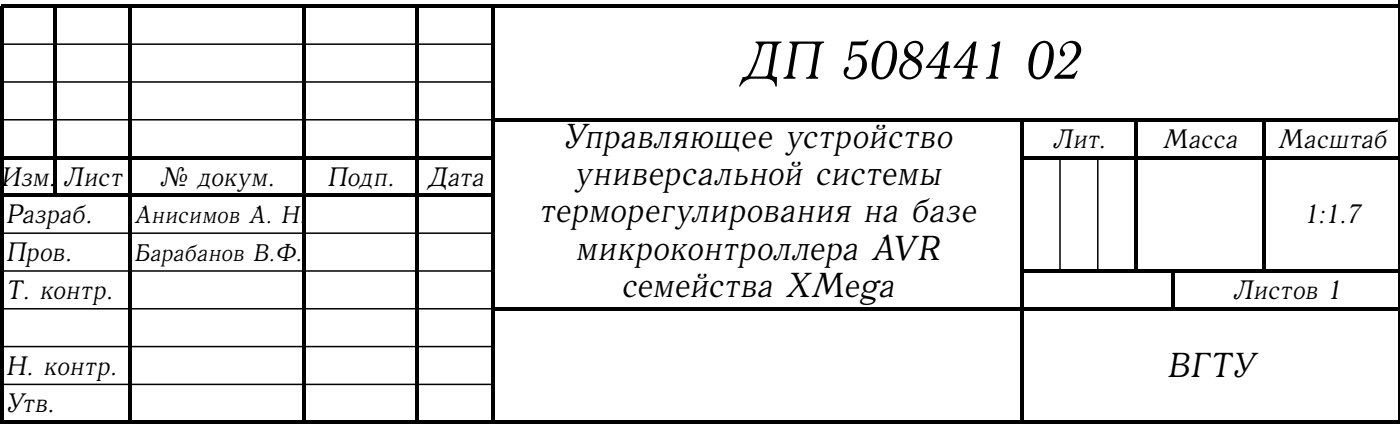 ДП 508441 02
Управляющее устройство
универсальной системы
терморегулирования на базе
микроконтроллера AVR
семейства XMega
Лит. Масса Масштаб
1:1.7
Листов 1
ВГТУ
Изм. Лист № докум. Подп. Дата
Разраб. Анисимов А. Н
Пров. Барабанов В.Ф.
Т. контр.
Н. контр.
Утв.